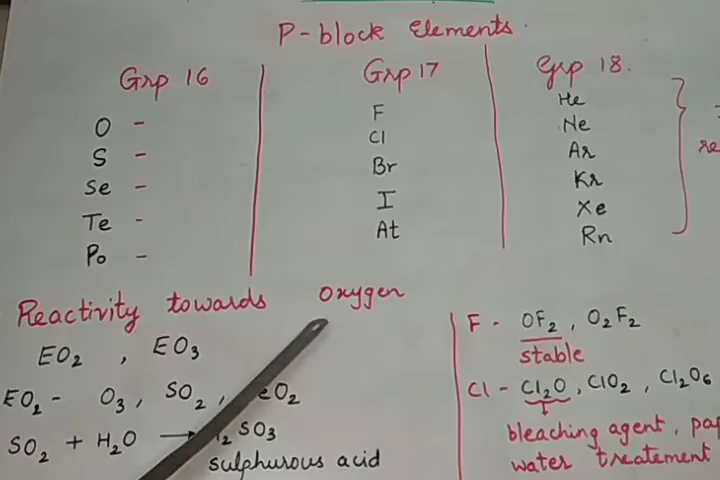 P-block Elements.
Grp 16
O -
S -
Se -
Te -
Po -
Grp 17
F
Cl
Br
I
At
Grp 18.
He
Ne
Ar
Kr
Xe
Rn
Reactivity towards oxygen
EO2 , EO3
EO2 - O3, SO2, eO2
SO2 + H2O → 2SO3
sulphurous acid
F - OF2, O2F2
stable
Cl - Cl2O, ClO2, Cl2O6
bleaching agent,
water treatement